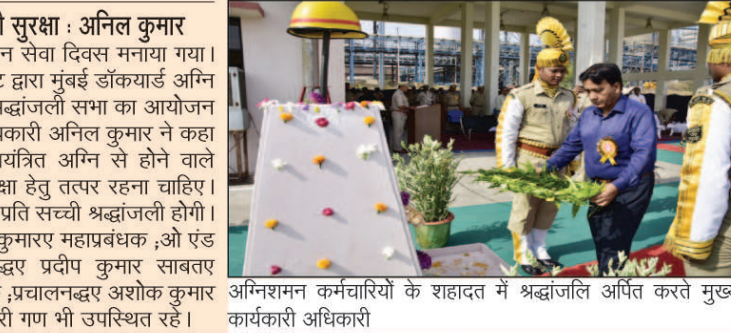 सुरक्षा : अनिल कुमार
न सेवा दिवस मनाया गया।
द्वारा मुंबई डॉकयार्ड अग्नि
द्धांजली सभा का आयोजन
कारी अनिल कुमार ने कहा
यंत्रित अग्नि से होने वाले
क्षा हेतु तत्पर रहना चाहिए।
प्रति सच्ची श्रद्धांजली होगी।
कुमारए महाप्रबंधक ;ओ एंड
द्धए प्रदीप कुमार साबतए
;प्रचालनद्धए अशोक कुमार
री गण भी उपस्थित रहे।
अग्निशमन कर्मचारियों के शहादत में श्रद्धांजलि अर्पित करते मुख्य
कार्यकारी अधिकारी